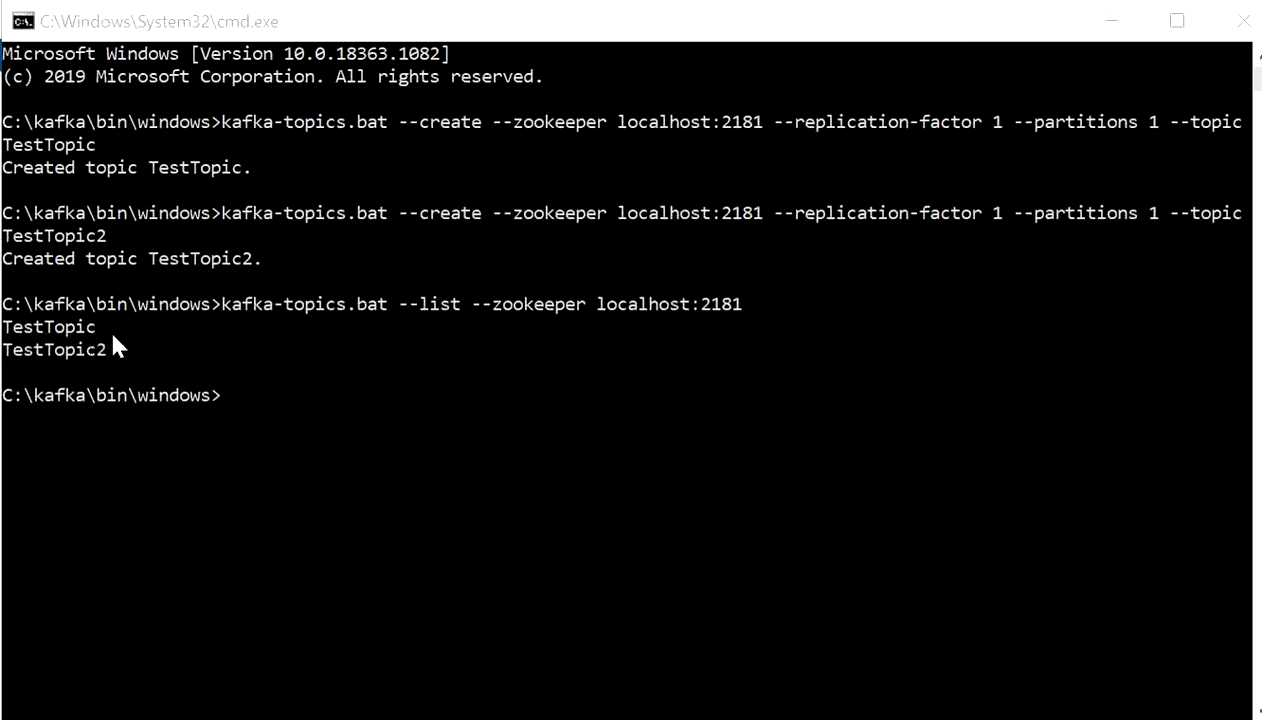 C:\Windows\System32\cmd.exe
Microsoft Windows [Version 10.0.18363.1082]
(c) 2019 Microsoft Corporation. All rights reserved.
C:\kafka\bin\windows>kafka-topics.bat --create --zookeeper localhost:2181 --replication-factor 1 --partitions 1 --topic
TestTopic
Created topic TestTopic.
C:\kafka\bin\windows>kafka-topics.bat --create --zookeeper localhost:2181 --replication-factor 1 --partitions 1 --topic
TestTopic2
Created topic TestTopic2.
C:\kafka\bin\windows>kafka-topics.bat --list --zookeeper localhost:2181
TestTopic
TestTopic2
C:\kafka\bin\windows>